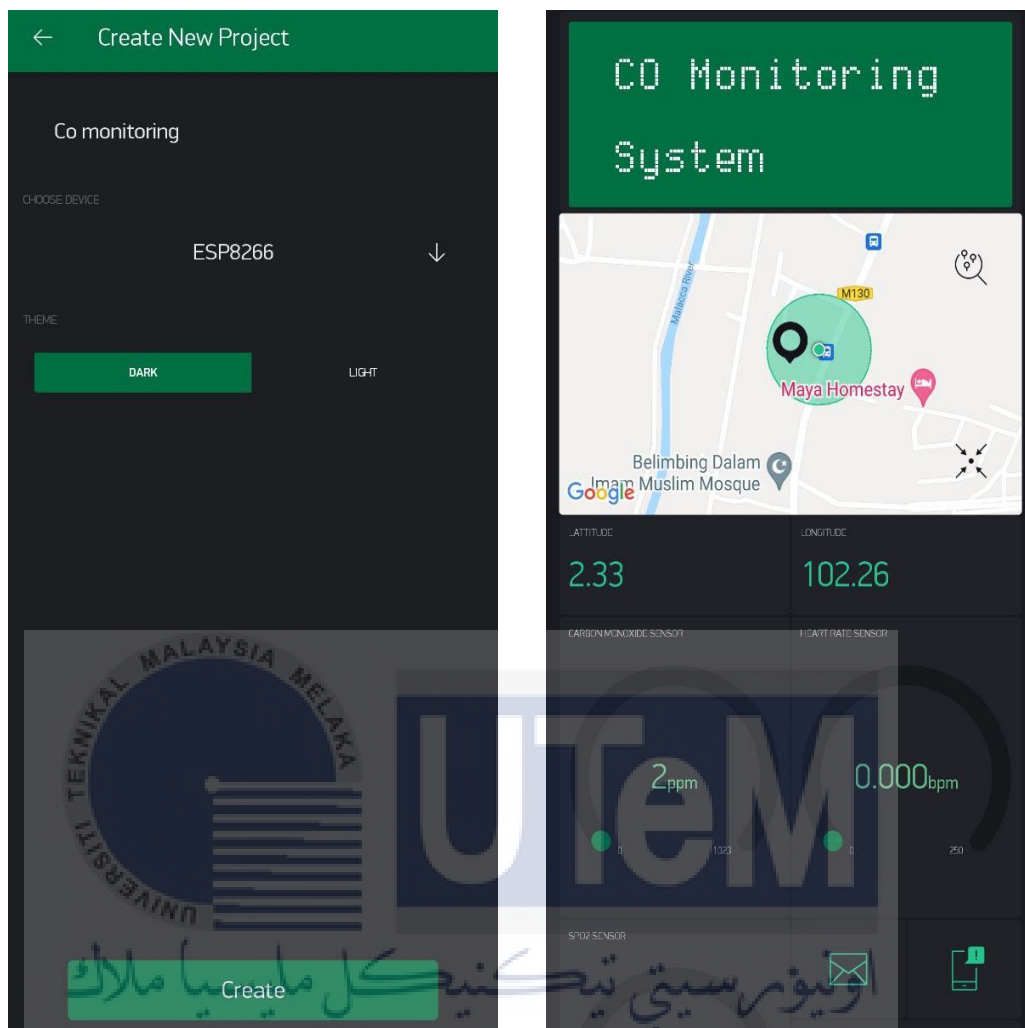 Create New Project
Co monitoring
CHOOSE DEVICE
ESP8266
THEME
DARK
LIGHT
Create
CO Monitoring
System
Malacca River
M130
Maya Homestay
Belimbing Dalam
Imam Muslim Mosque
Google
LATTITUDE
LONGITUDE
2.33
102.26
CARBON MONOXIDE SENSOR
HEART RATE SENSOR
2ppm
0.000bpm
0
1023
0
250
SPO2 SENSOR
UNIVERSITI TEKNIKAL MALAYSIA MELAKA
UTeM
اونيورسيتي تيكنيكل مليسيا ملاك